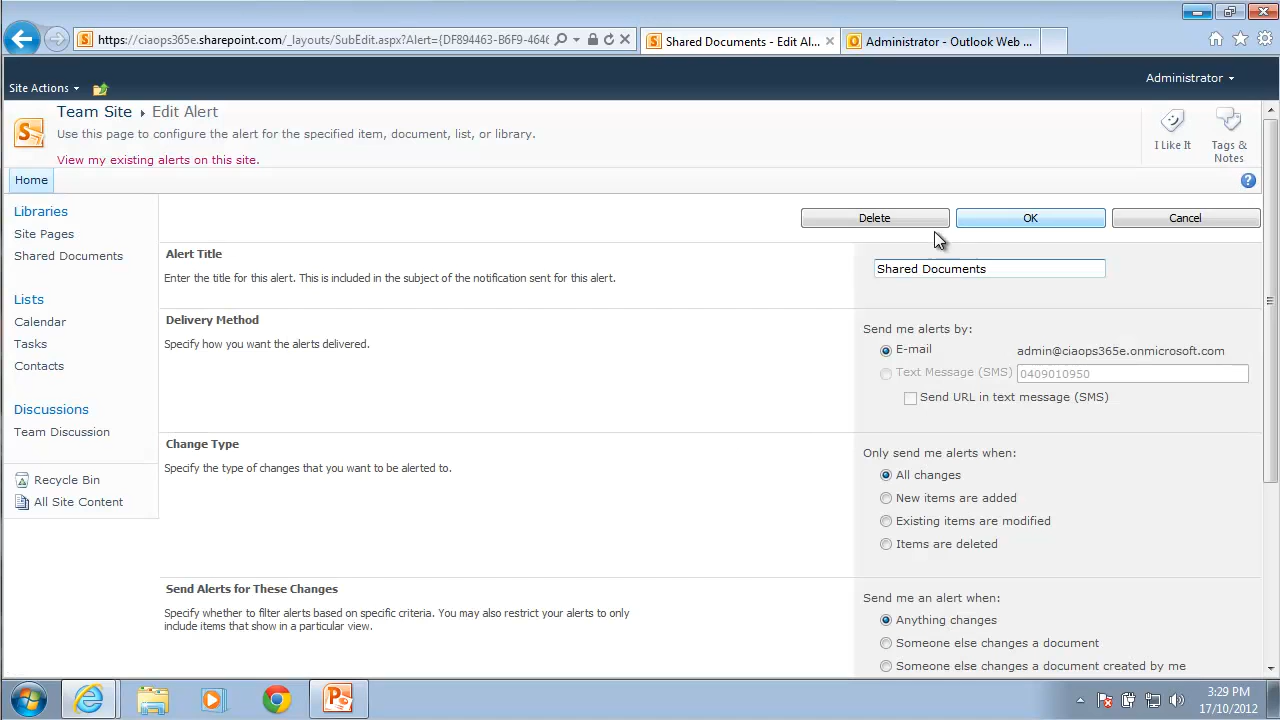 https://ciaops365e.sharepoint.com/_layouts/SubEdit.aspx?Alert={DF894463-B6F9-4646
Shared Documents - Edit Al...
Administrator - Outlook Web ...
Site Actions
Administrator
Team Site
Edit Alert
Use this page to configure the alert for the specified item, document, list, or library.
View my existing alerts on this site.
I Like It
Tags &
Notes
Home
Libraries
Site Pages
Shared Documents
Lists
Calendar
Tasks
Contacts
Discussions
Team Discussion
Recycle Bin
All Site Content
Delete
OK
Cancel
Alert Title
Enter the title for this alert. This is included in the subject of the notification sent for this alert.
Shared Documents
Delivery Method
Specify how you want the alerts delivered.
Send me alerts by:
E-mail
admin@ciaops365e.onmicrosoft.com
Text Message (SMS)
0409010950
Send URL in text message (SMS)
Change Type
Specify the type of changes that you want to be alerted to.
Only send me alerts when:
All changes
New items are added
Existing items are modified
Items are deleted
Send Alerts for These Changes
Specify whether to filter alerts based on specific criteria. You may also restrict your alerts to only
include items that show in a particular view.
Send me an alert when:
Anything changes
Someone else changes a document
Someone else changes a document created by me
3:29 PM
17/10/2012